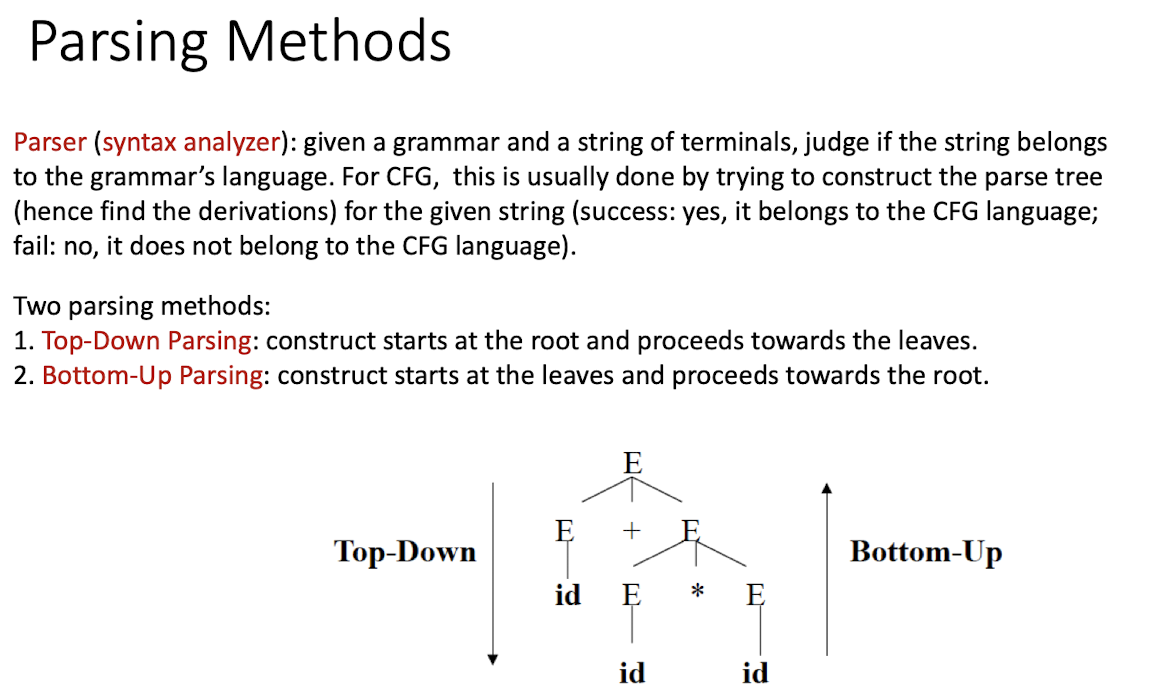 Parsing Methods
Parser (syntax analyzer): given a grammar and a string of terminals, judge if the string belongs
to the grammar’s language. For CFG, this is usually done by trying to construct the parse tree
(hence find the derivations) for the given string (success: yes, it belongs to the CFG language;
fail: no, it does not belong to the CFG language).
Two parsing methods:
1. Top-Down Parsing: construct starts at the root and proceeds towards the leaves.
2. Bottom-Up Parsing: construct starts at the leaves and proceeds towards the root.
E
E + E
Top-Down
Bottom-Up
id E * E
id id